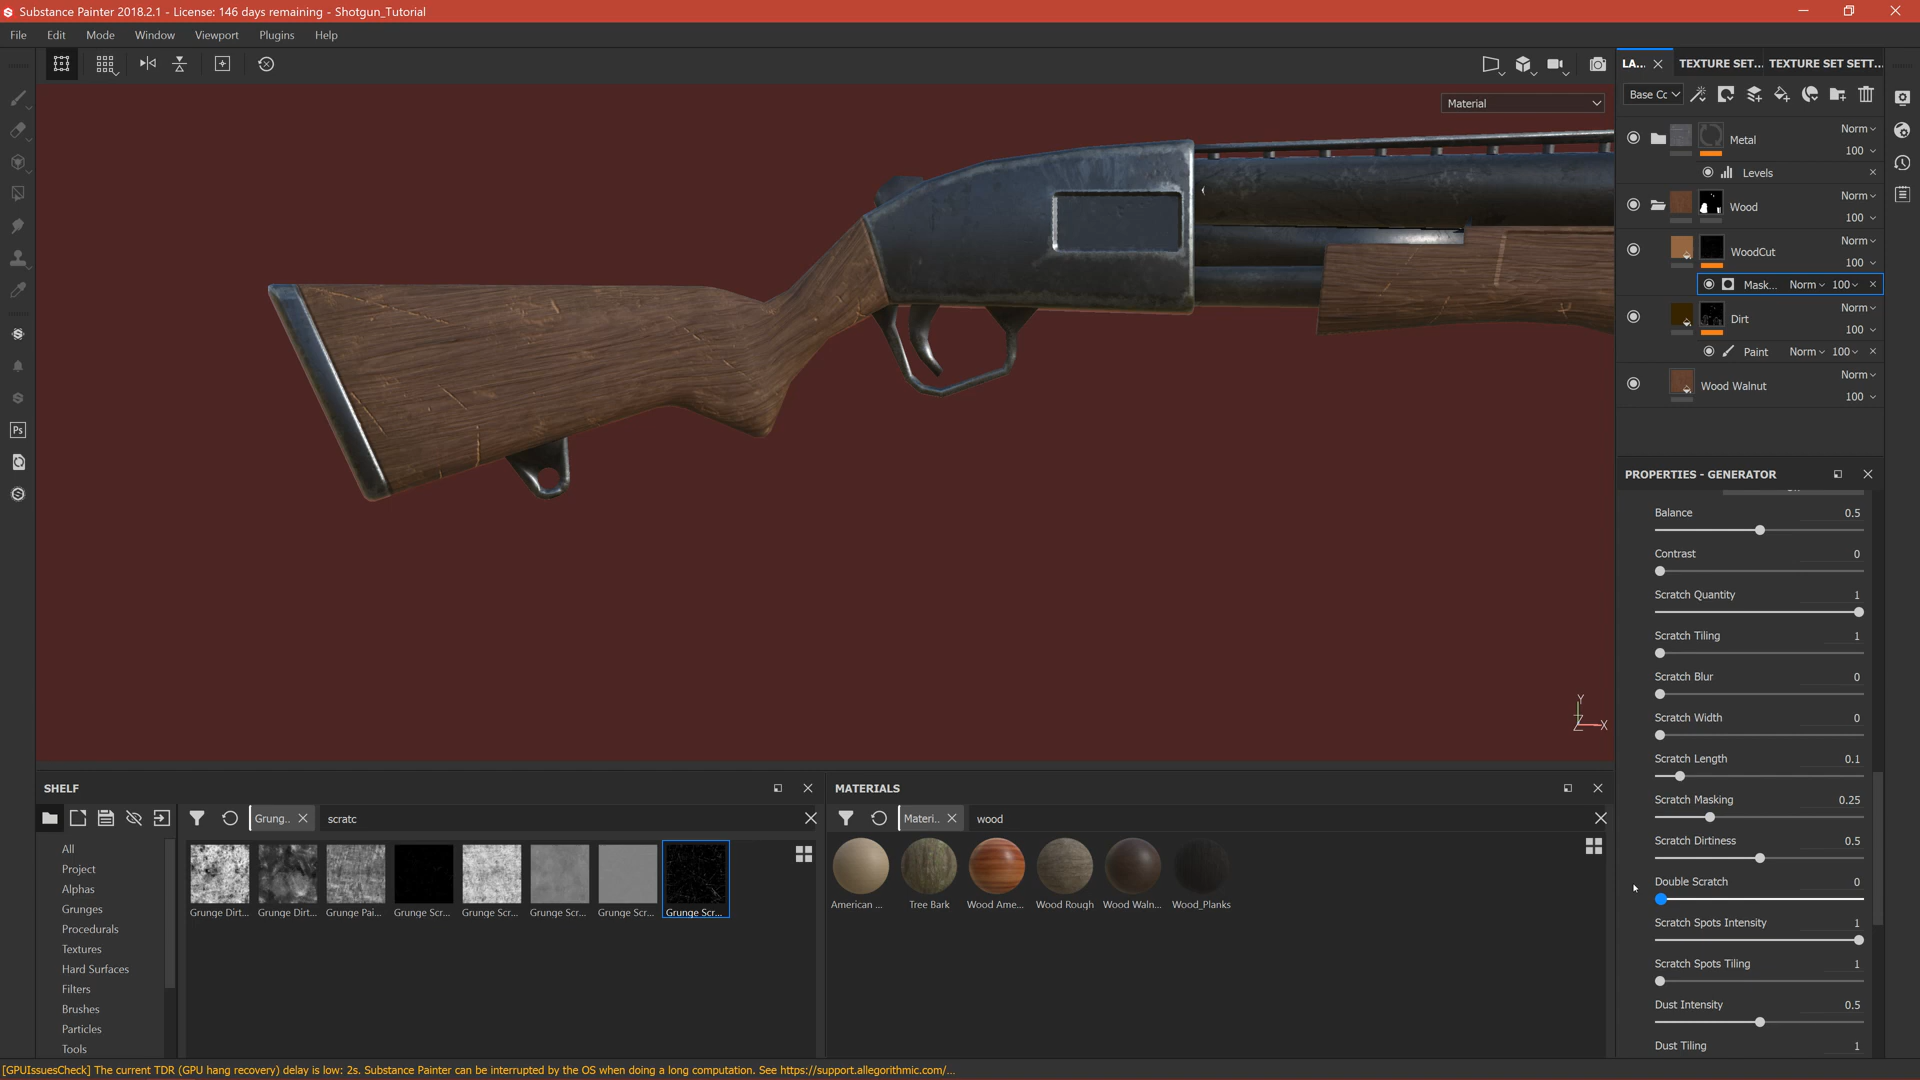 Substance Painter 2018.2.1 - License: 146 days remaining - Shotgun_Tutorial
File Edit Mode Window Viewport Plugins Help
Material
LA... TEXTURE SET... TEXTURE SET SETT...
Base Cc
Metal Norm 100
Levels
Wood Norm 100
WoodCut Norm 100
Mask... Norm 100
Dirt Norm 100
Paint Norm 100
Wood Walnut Norm 100
Ps
PROPERTIES - GENERATOR
Balance 0.5
Contrast 0
Scratch Quantity 1
Scratch Tiling 1
Scratch Blur 0
Scratch Width 0
Scratch Length 0.1
Scratch Masking 0.25
Scratch Dirtiness 0.5
Double Scratch 0
Scratch Spots Intensity 1
Scratch Spots Tiling 1
Dust Intensity 0.5
Dust Tiling 1
Y
Z X
SHELF
Grung.. scratc
All
Project
Alphas
Grunges
Procedurals
Textures
Hard Surfaces
Filters
Brushes
Particles
Tools
Grunge Dirt... Grunge Dirt... Grunge Pai... Grunge Scr... Grunge Scr... Grunge Scr... Grunge Scr... Grunge Scr...
MATERIALS
Materi.. wood
American ... Tree Bark Wood Ame... Wood Rough Wood Waln... Wood_Planks
[GPUIssuesCheck] The current TDR (GPU hang recovery) delay is low: 2s. Substance Painter can be interrupted by the OS when doing a long computation. See https://support.allegorithmic.com/...